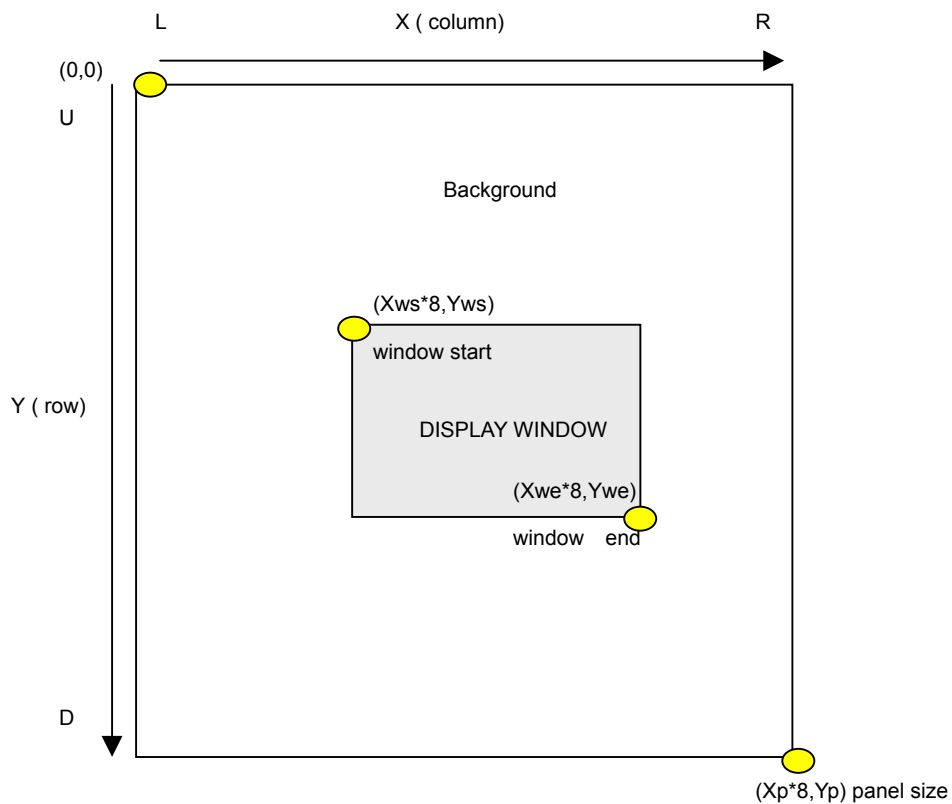 L X ( column) R
(0,0)
U
Background
(Xws*8,Yws)
window start
Y ( row)
DISPLAY WINDOW
(Xwe*8,Ywe)
window end
D
(Xp*8,Yp) panel size